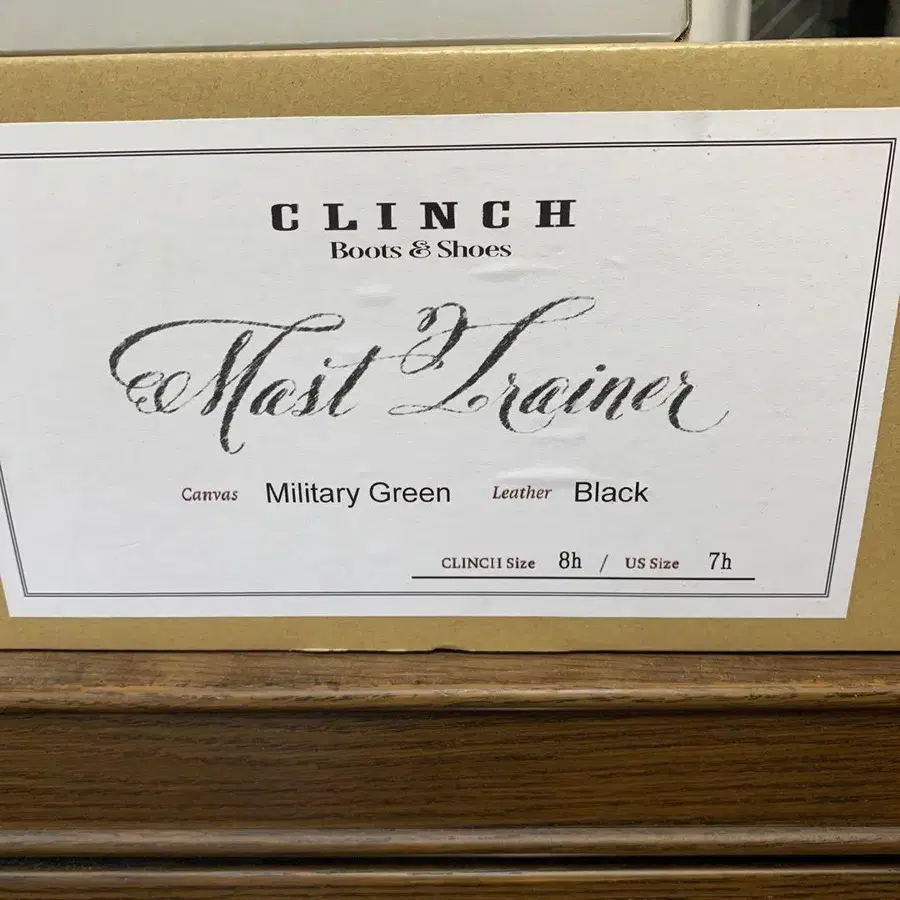 CLINCH
Boots & Shoes
Mast Trainer
Canvas Military Green Leather Black
CLINCH Size 8h / US Size 7h